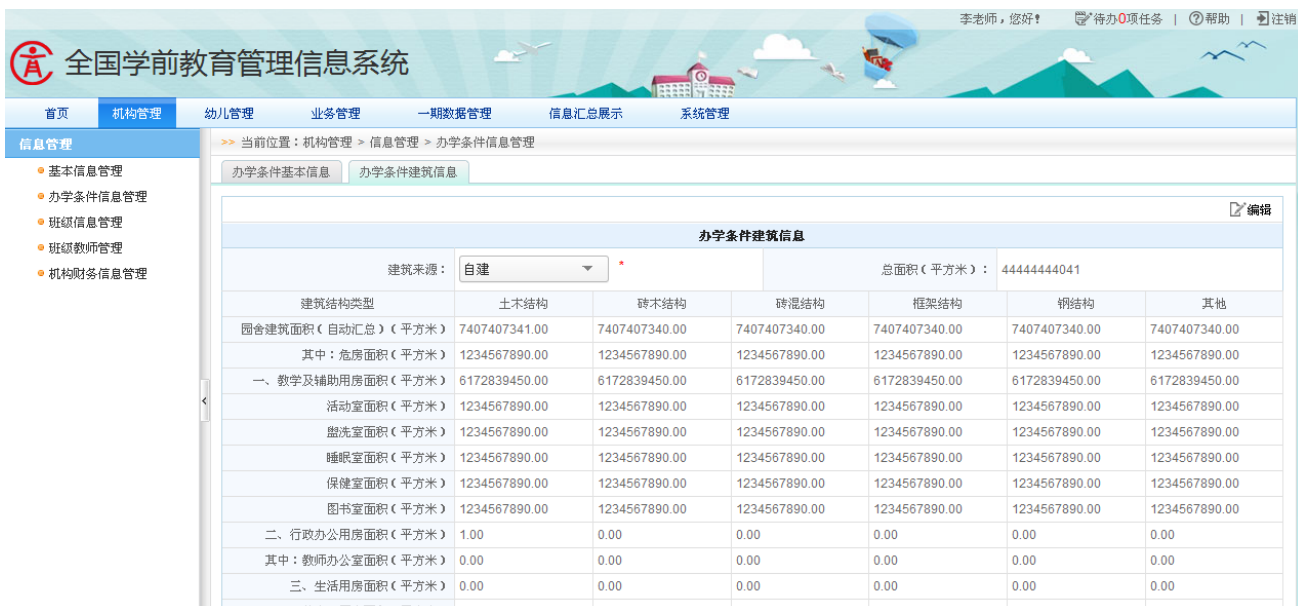 李老师，您好！ 待办0项任务 | 帮助 | 注销
全国学前教育管理信息系统
首页 机构管理 幼儿管理 业务管理 一期数据管理 信息汇总展示 系统管理
信息管理
基本信息管理
办学条件信息管理
班级信息管理
班级教师管理
机构财务信息管理
>> 当前位置：机构管理 > 信息管理 > 办学条件信息管理
办学条件基本信息 办学条件建筑信息
编辑
办学条件建筑信息
建筑来源： 自建 * 总面积（平方米）： 44444444041
建筑结构类型 土木结构 砖木结构 砖混结构 框架结构 钢结构 其他
园舍建筑面积（自动汇总）（平方米） 7407407341.00 7407407340.00 7407407340.00 7407407340.00 7407407340.00 7407407340.00
其中：危房面积（平方米） 1234567890.00 1234567890.00 1234567890.00 1234567890.00 1234567890.00 1234567890.00
一、教学及辅助用房面积（平方米） 6172839450.00 6172839450.00 6172839450.00 6172839450.00 6172839450.00 6172839450.00
活动室面积（平方米） 1234567890.00 1234567890.00 1234567890.00 1234567890.00 1234567890.00 1234567890.00
盥洗室面积（平方米） 1234567890.00 1234567890.00 1234567890.00 1234567890.00 1234567890.00 1234567890.00
睡眠室面积（平方米） 1234567890.00 1234567890.00 1234567890.00 1234567890.00 1234567890.00 1234567890.00
保健室面积（平方米） 1234567890.00 1234567890.00 1234567890.00 1234567890.00 1234567890.00 1234567890.00
图书室面积（平方米） 1234567890.00 1234567890.00 1234567890.00 1234567890.00 1234567890.00 1234567890.00
二、行政办公用房面积（平方米） 1.00 0.00 0.00 0.00 0.00 0.00
其中：教师办公室面积（平方米） 0.00 0.00 0.00 0.00 0.00 0.00
三、生活用房面积（平方米） 0.00 0.00 0.00 0.00 0.00 0.00